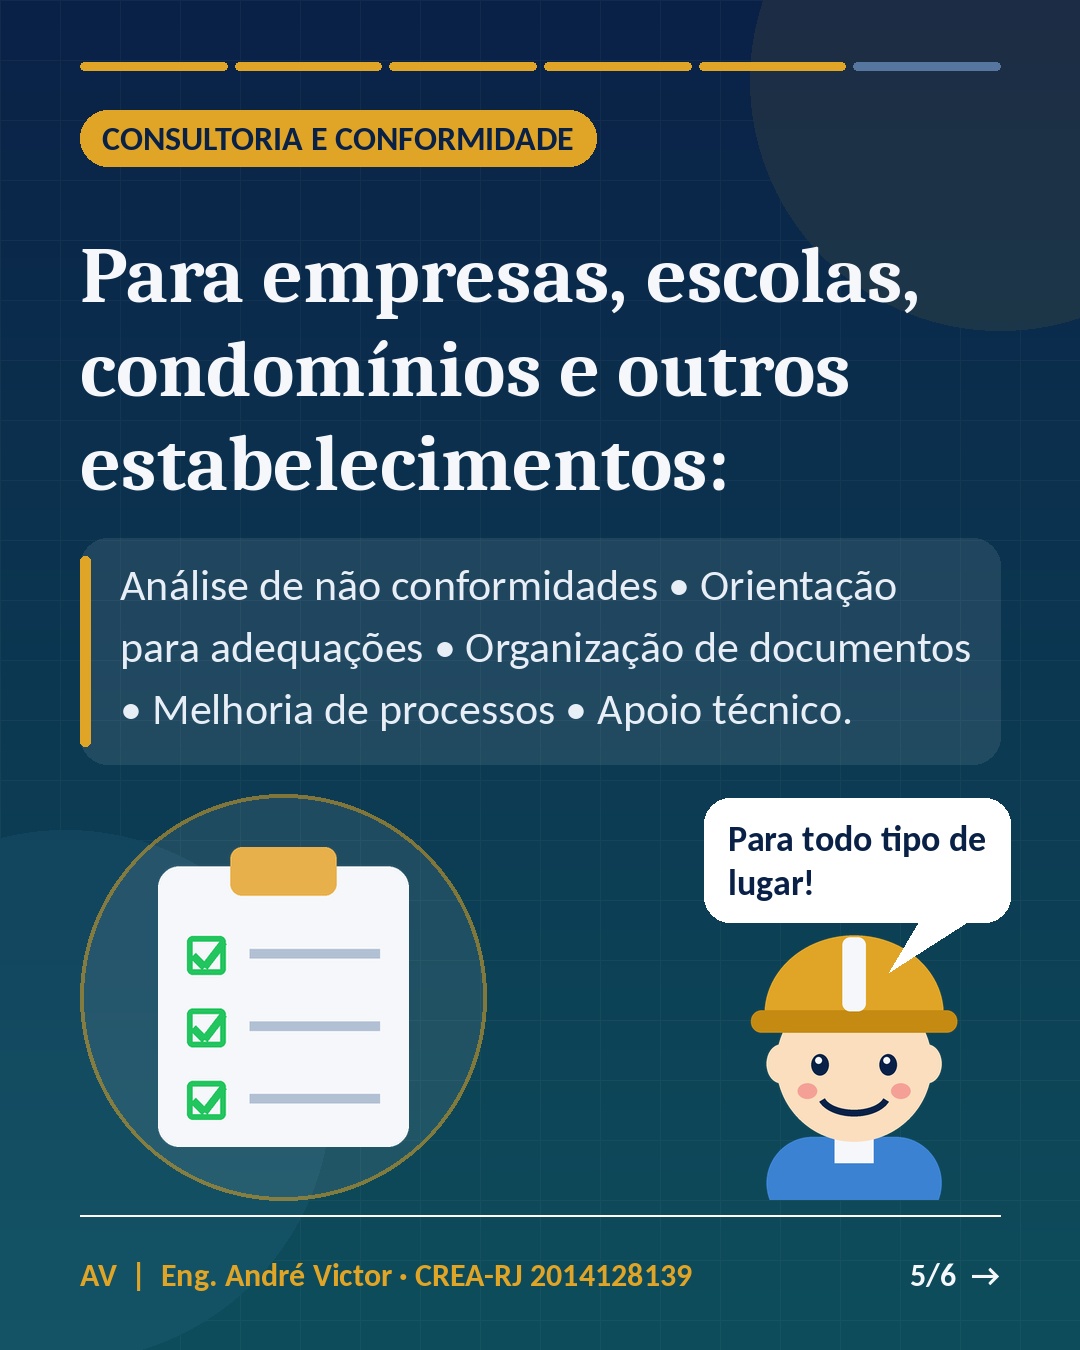 CONSULTORIA E CONFORMIDADE
Para empresas, escolas,
condomínios e outros
estabelecimentos:
Análise de não conformidades • Orientação
para adequações • Organização de documentos
• Melhoria de processos • Apoio técnico.
Para todo tipo de
lugar!
AV | Eng. André Victor · CREA-RJ 2014128139
5/6 →